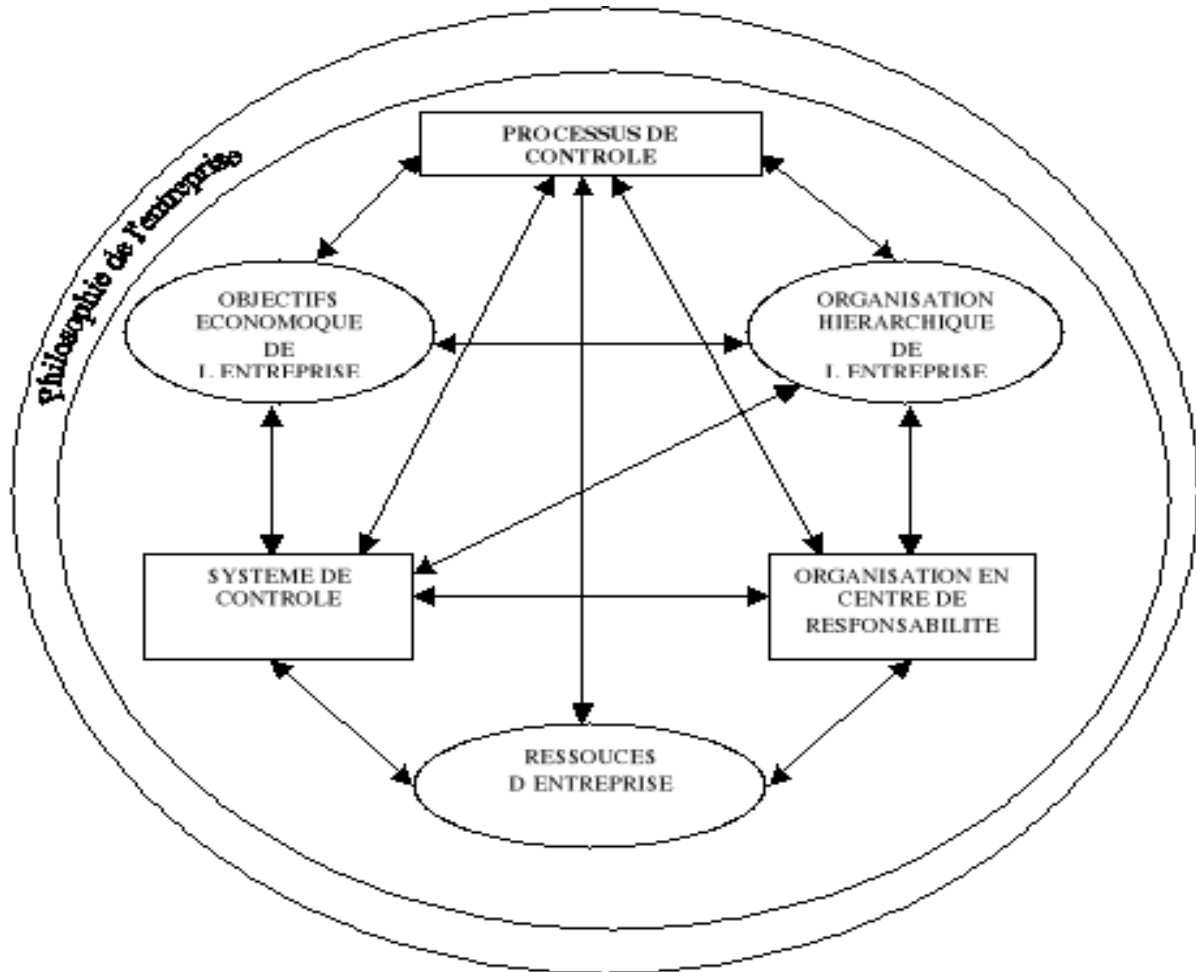 PROCESSUS DE
CONTROLE
Philosophie de l'entreprise
OBJECTIFS
ECONOMOQUE
DE
L ENTREPRISE
ORGANISATION
HIERARCHIQUE
DE
L ENTREPRISE
SYSTEME DE
CONTROLE
ORGANISATION EN
CENTRE DE
RESPONSABILITE
RESSOUCES
D ENTREPRISE